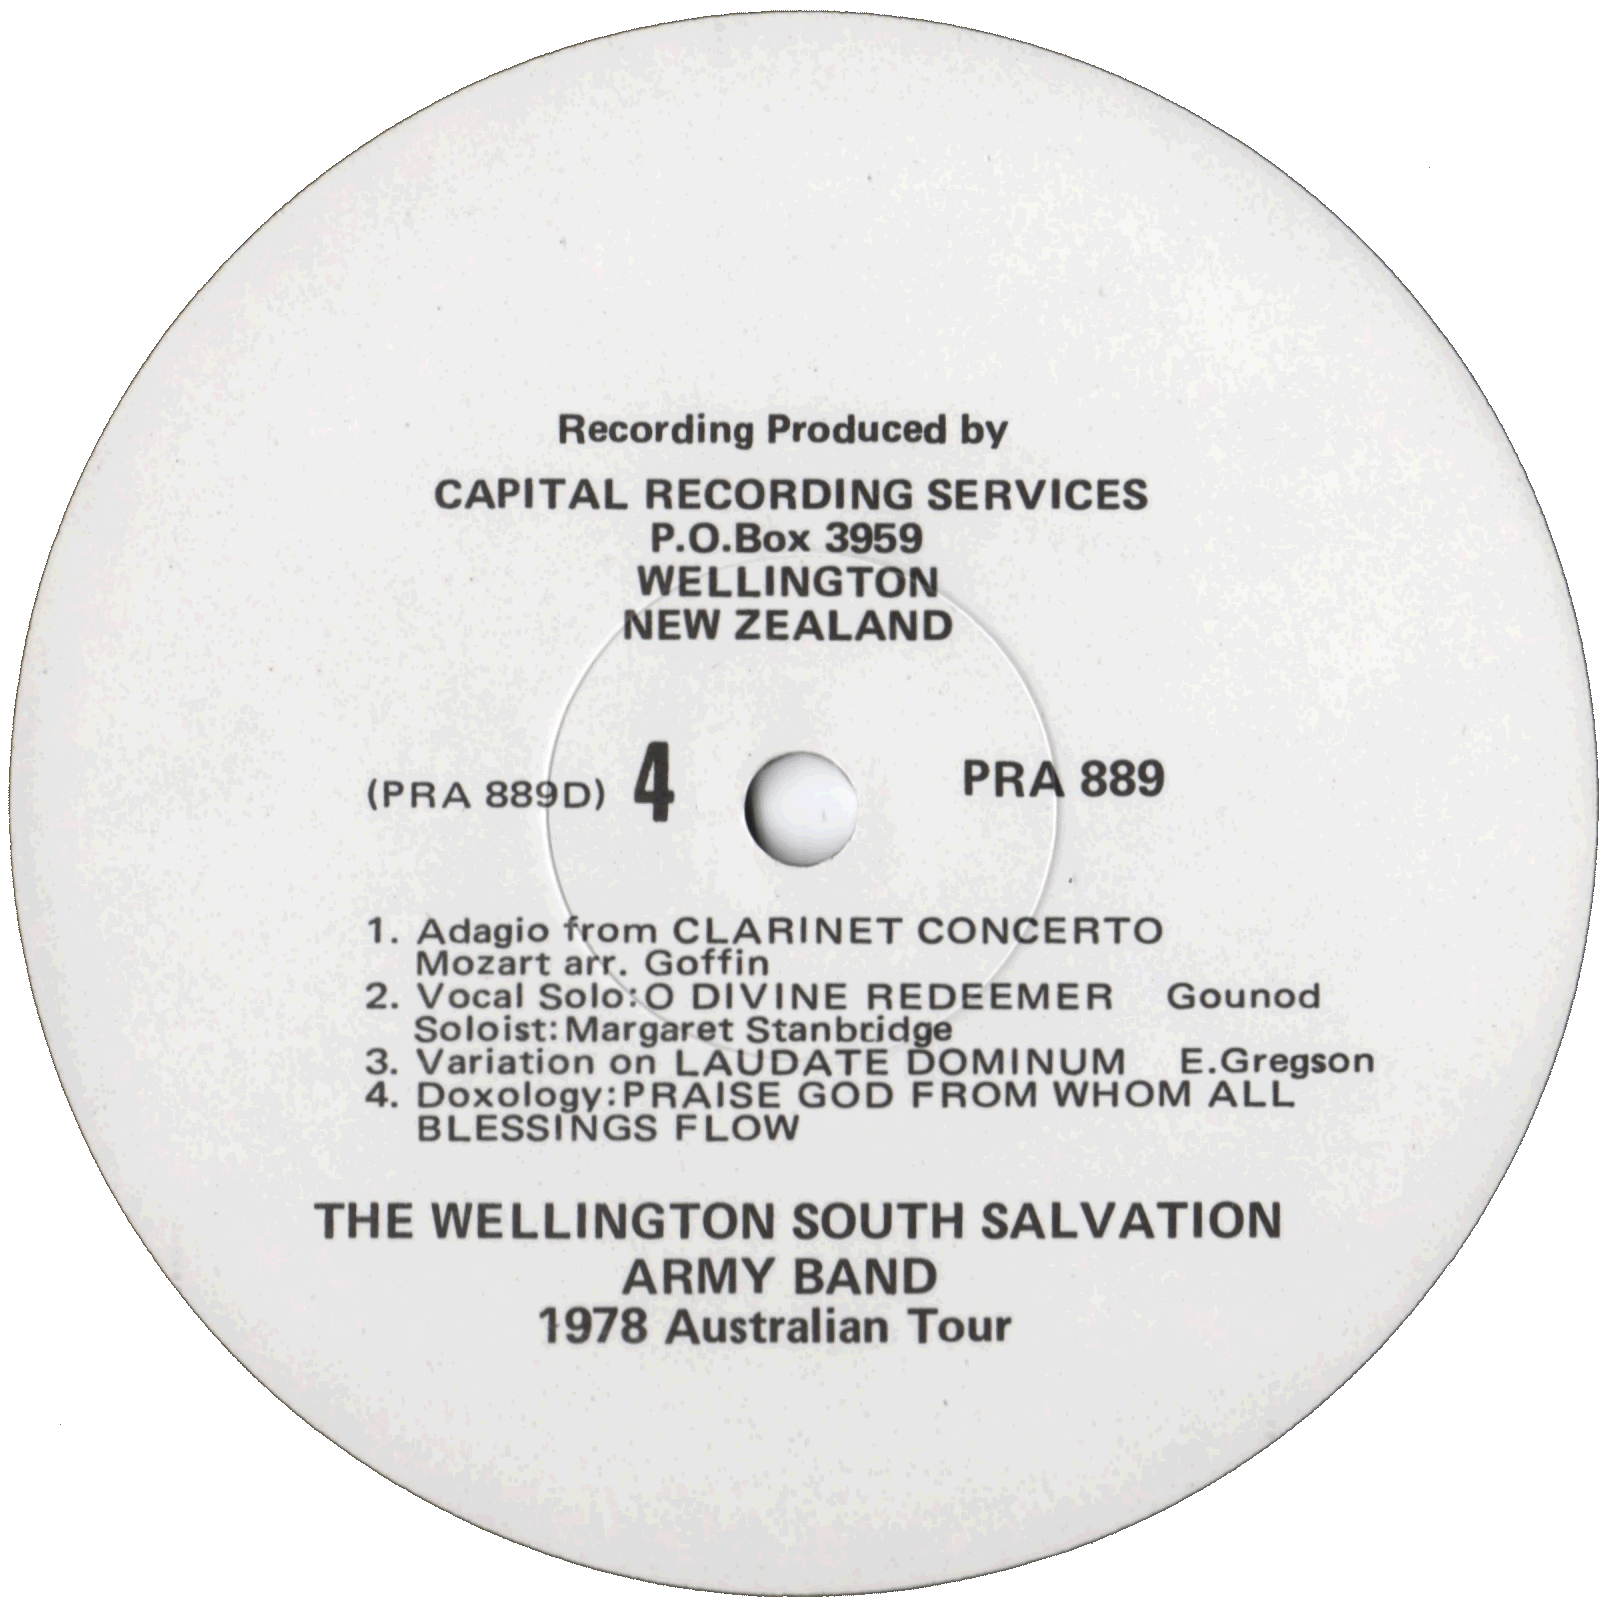 Recording Produced by
CAPITAL RECORDING SERVICES
P.O.Box 3959
WELLINGTON
NEW ZEALAND
(PRA 889D) 4 PRA 889
1. Adagio from CLARINET CONCERTO
Mozart arr. Goffin
2. Vocal Solo:O DIVINE REDEEMER Gounod
Soloist:Margaret Stanbridge
3. Variation on LAUDATE DOMINUM E.Gregson
4. Doxology:PRAISE GOD FROM WHOM ALL
BLESSINGS FLOW
THE WELLINGTON SOUTH SALVATION
ARMY BAND
1978 Australian Tour